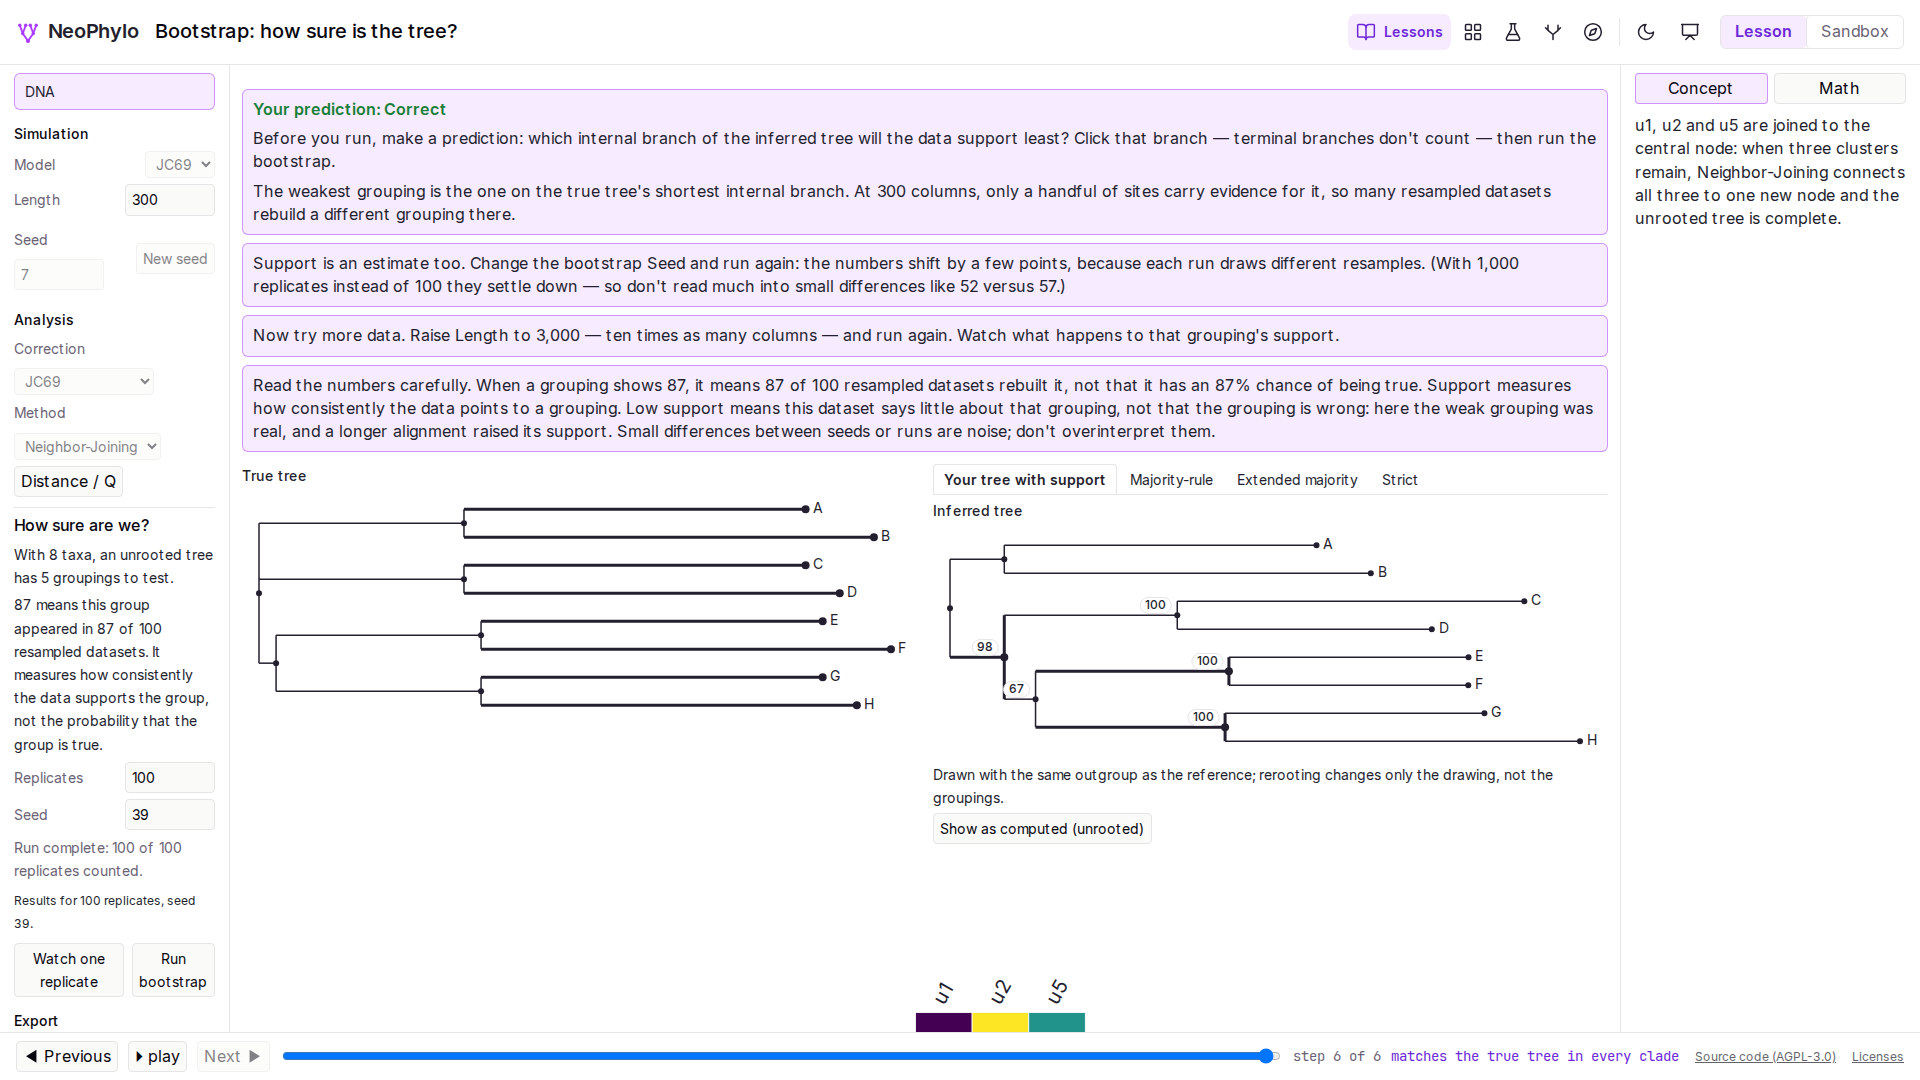 NeoPhylo
Bootstrap: how sure is the tree?
Lessons
Lesson
Sandbox
DNA
Simulation
Model
JC69
Length
300
Seed
7
New seed
Analysis
Correction
JC69
Method
Neighbor-Joining
Distance / Q
How sure are we?
With 8 taxa, an unrooted tree
has 5 groupings to test.
87 means this group
appeared in 87 of 100
resampled datasets. It
measures how consistently
the data supports the group,
not the probability that the
group is true.
Replicates
100
Seed
39
Run complete: 100 of 100
replicates counted.
Results for 100 replicates, seed
39.
Watch one
replicate
Run
bootstrap
Export
Your prediction: Correct
Before you run, make a prediction: which internal branch of the inferred tree will the data support least? Click that branch — terminal branches don't count — then run the
bootstrap.
The weakest grouping is the one on the true tree's shortest internal branch. At 300 columns, only a handful of sites carry evidence for it, so many resampled datasets
rebuild a different grouping there.
Support is an estimate too. Change the bootstrap Seed and run again: the numbers shift by a few points, because each run draws different resamples. (With 1,000
replicates instead of 100 they settle down — so don't read much into small differences like 52 versus 57.)
Now try more data. Raise Length to 3,000 — ten times as many columns — and run again. Watch what happens to that grouping's support.
Read the numbers carefully. When a grouping shows 87, it means 87 of 100 resampled datasets rebuilt it, not that it has an 87% chance of being true. Support measures
how consistently the data points to a grouping. Low support means this dataset says little about that grouping, not that the grouping is wrong: here the weak grouping was
real, and a longer alignment raised its support. Small differences between seeds or runs are noise; don't overinterpret them.
True tree
A
B
C
D
E
F
G
H
Your tree with support
Majority-rule
Extended majority
Strict
Inferred tree
A
B
C
100
D
98
E
100
F
67
G
100
H
Drawn with the same outgroup as the reference; rerooting changes only the drawing, not the
groupings.
Show as computed (unrooted)
u1
u2
u5
Concept
Math
u1, u2 and u5 are joined to the
central node: when three clusters
remain, Neighbor-Joining connects
all three to one new node and the
unrooted tree is complete.
Previous
play
Next
step 6 of 6
matches the true tree in every clade
Source code (AGPL-3.0)
Licenses